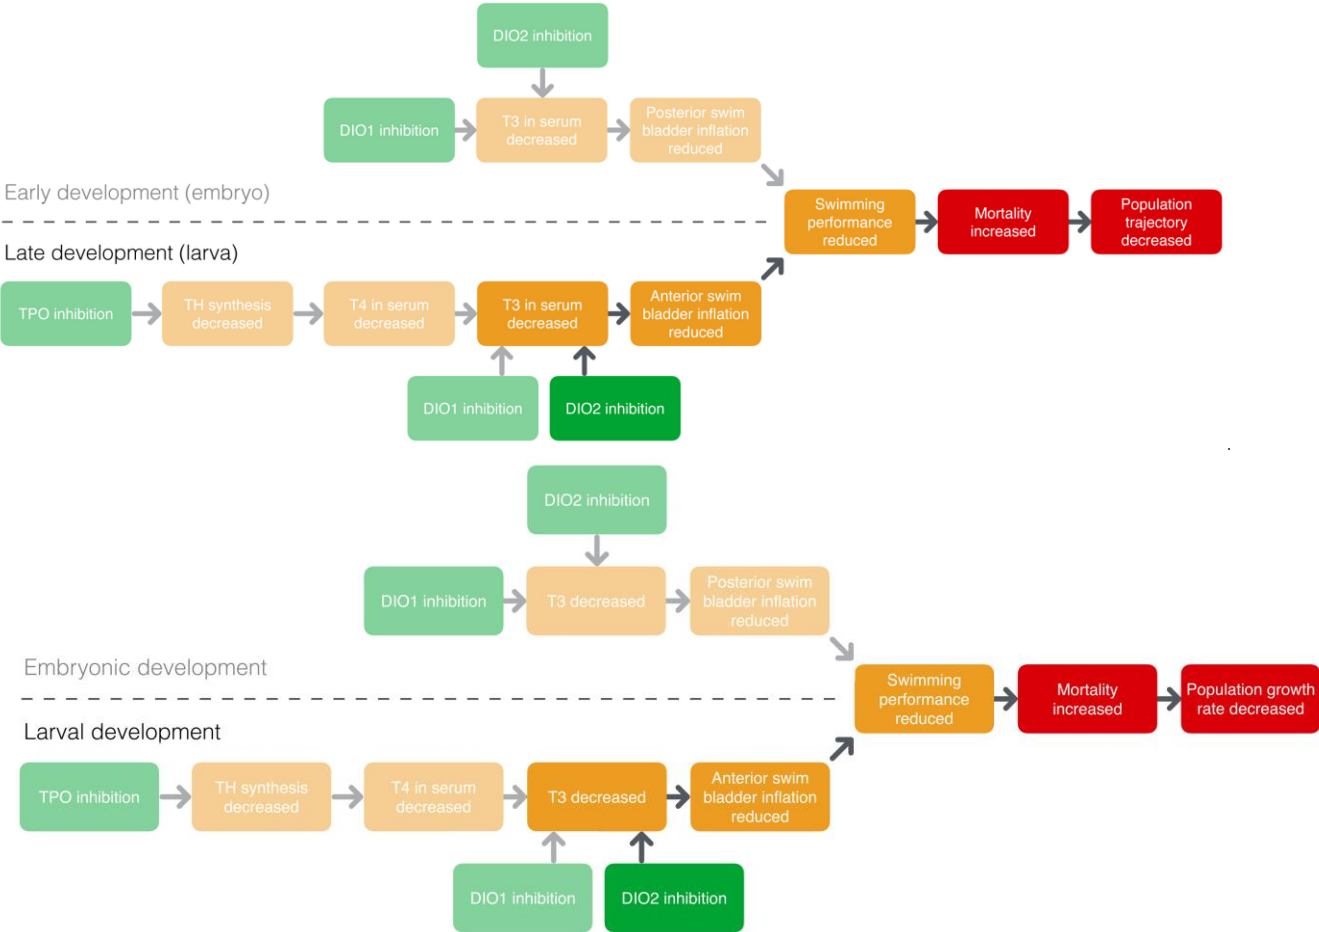 DIO2 inhibition
DIO1 inhibition
T3 in serum
decreased
Posterior swim
bladder inflation
reduced
Early development (embryo)
Swimming
performance
reduced
Mortality
increased
Population
trajectory
decreased
Late development (larva)
TPO inhibition
TH synthesis
decreased
T4 in serum
decreased
T3 in serum
decreased
Anterior swim
bladder inflation
reduced
DIO1 inhibition
DIO2 inhibition
DIO2 inhibition
DIO1 inhibition
T3 decreased
Posterior swim
bladder inflation
reduced
Embryonic development
Swimming
performance
reduced
Mortality
increased
Population growth
rate decreased
Larval development
TPO inhibition
TH synthesis
decreased
T4 in serum
decreased
T3 decreased
Anterior swim
bladder inflation
reduced
DIO1 inhibition
DIO2 inhibition